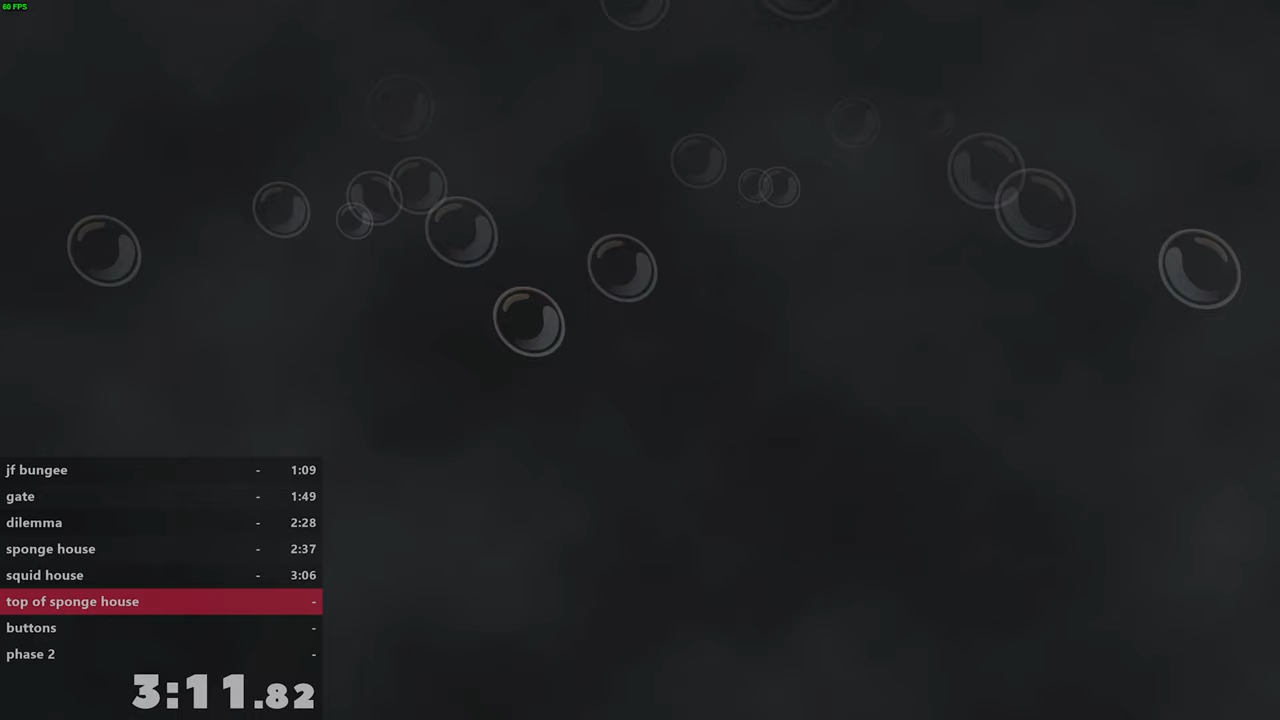 60 FPS
jf bungee - 1:09
gate - 1:49
dilemma - 2:28
sponge house - 2:37
squid house - 3:06
top of sponge house -
buttons -
phase 2 -
3:11.82